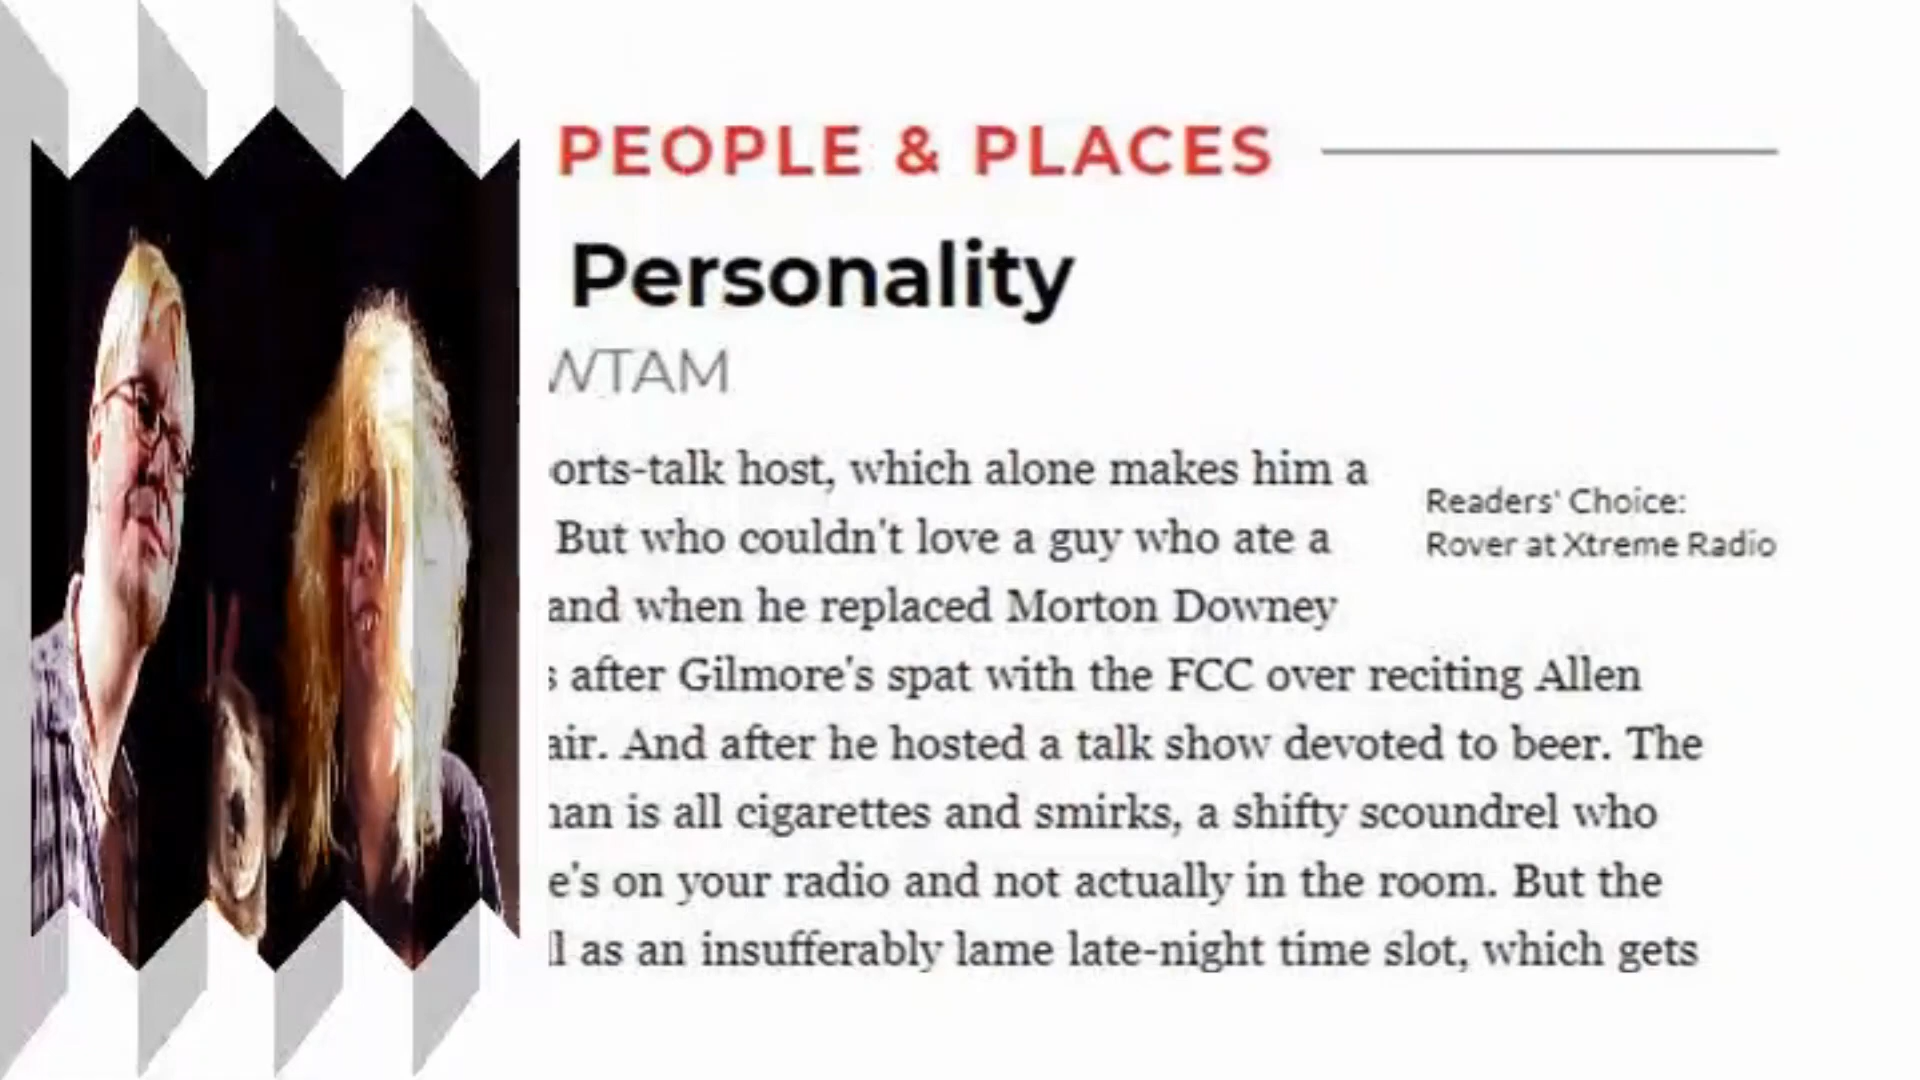 PEOPLE & PLACES
Personality
WTAM
orts-talk host, which alone makes him a
But who couldn't love a guy who ate a
and when he replaced Morton Downey
after Gilmore's spat with the FCC over reciting Allen
air. And after he hosted a talk show devoted to beer. The
is all cigarettes and smirks, a shifty scoundrel who
e's on your radio and not actually in the room. But the
as an insufferably lame late-night time slot, which gets
Readers' Choice:
Rover at Xtreme Radio